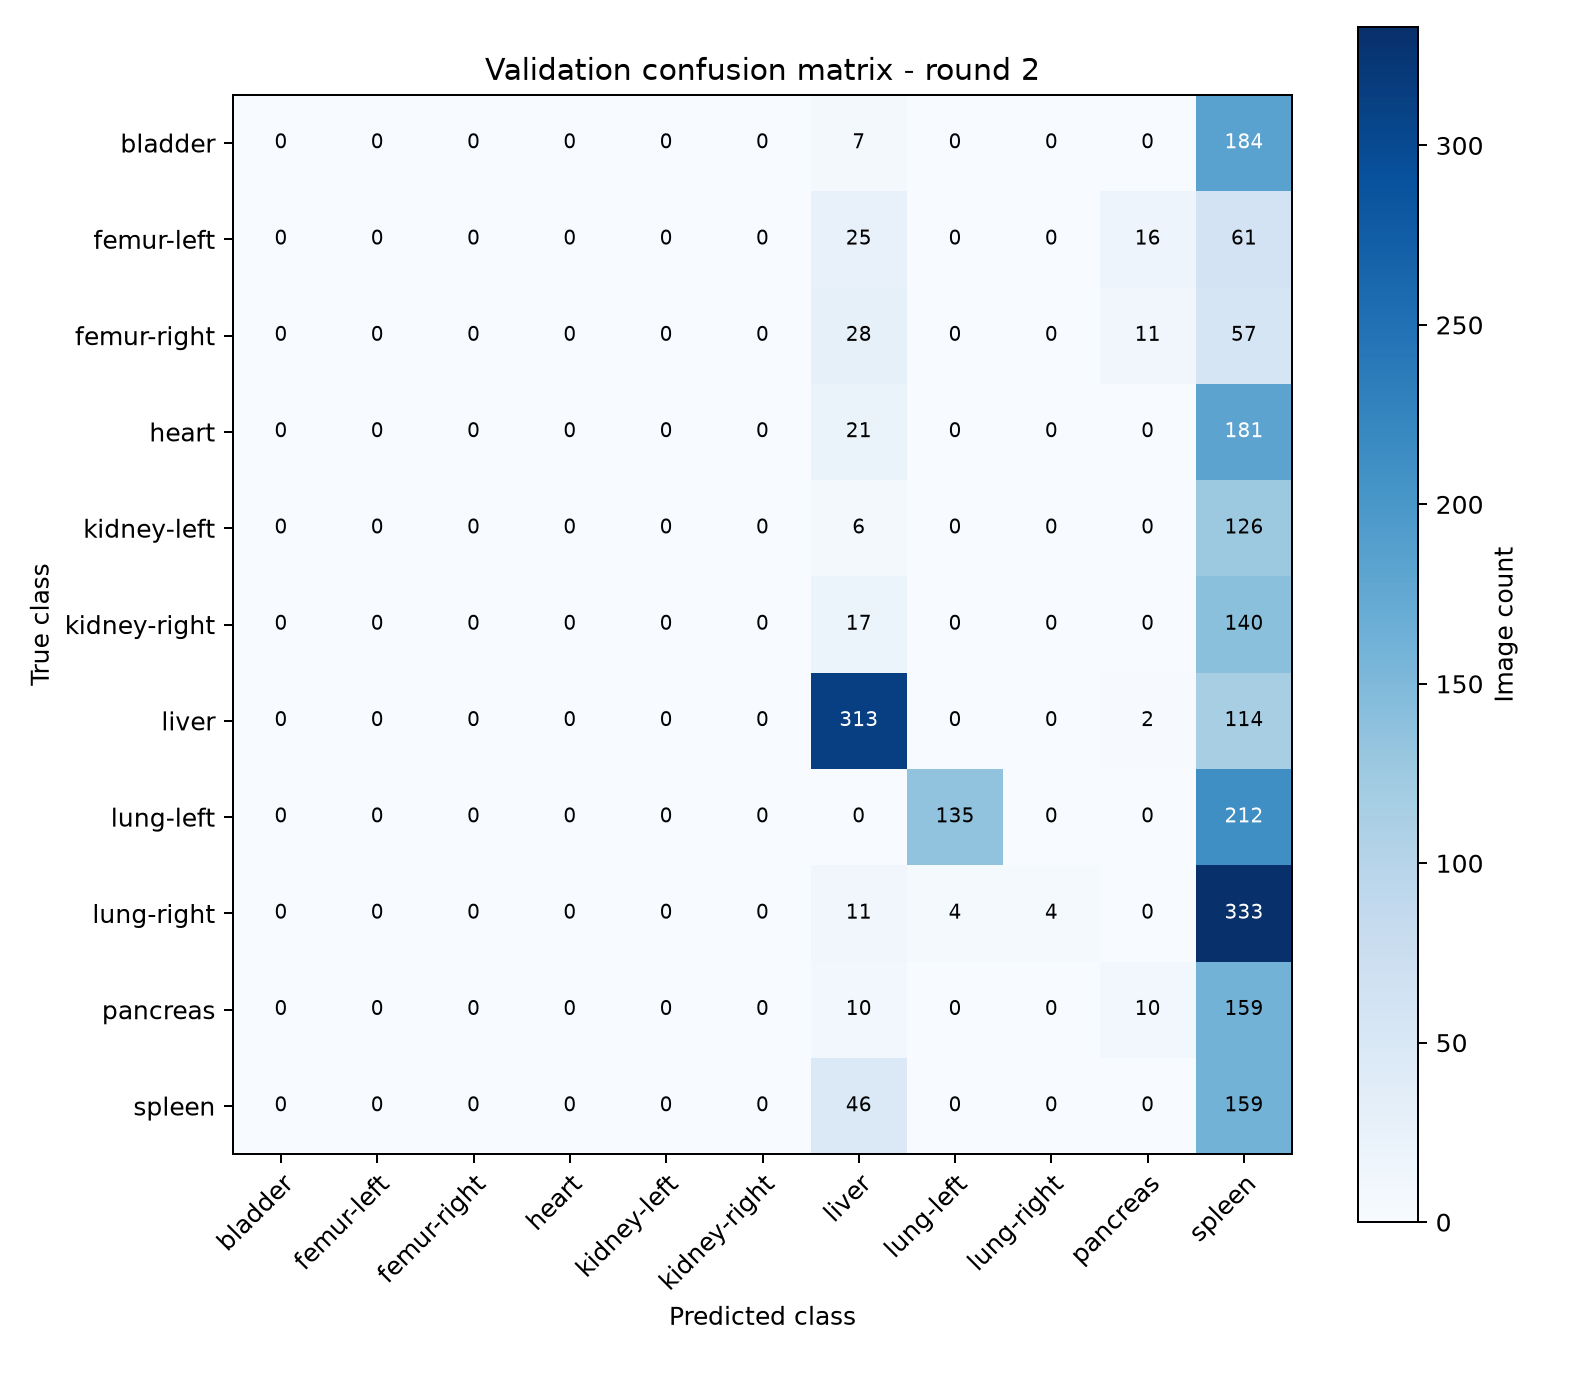 Validation confusion matrix - round 2
bladder 0 0 0 0 0 0 7 0 0 0 184
femur-left 0 0 0 0 0 0 25 0 0 16 61
femur-right 0 0 0 0 0 0 28 0 0 11 57
heart 0 0 0 0 0 0 21 0 0 0 181
kidney-left 0 0 0 0 0 0 6 0 0 0 126
kidney-right 0 0 0 0 0 0 17 0 0 0 140
liver 0 0 0 0 0 0 313 0 0 2 114
lung-left 0 0 0 0 0 0 0 135 0 0 212
lung-right 0 0 0 0 0 0 11 4 4 0 333
pancreas 0 0 0 0 0 0 10 0 0 10 159
spleen 0 0 0 0 0 0 46 0 0 0 159
True class
bladder femur-left femur-right heart kidney-left kidney-right liver lung-left lung-right pancreas spleen
Predicted class
300
250
200
150
100
50
0
Image count